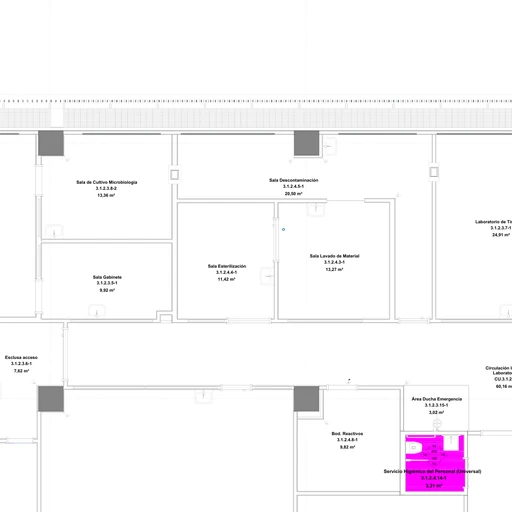 Sala de Cultivo Microbiología
3.1.2.3.8-2
13,36 m²
Sala Descontaminación
3.1.2.4.5-1
29,50 m²
Laboratorio de
3.1.2.3.7-1
24,91 m²
Sala Gabinete
3.1.2.3.5-1
9,92 m²
Sala Esterilización
3.1.2.4.4-1
11,42 m²
Sala Lavado de Material
3.1.2.4.3-1
13,27 m²
Esclusa acceso
3.1.2.3.6-1
7,62 m²
Circulación
60,16
Área Ducha Emergencia
3.1.2.3.15-1
3,02 m²
Bod. Reactivos
3.1.2.4.8-1
9,82 m²
Servicio Higiénico del Personal (Universal)
3,21 m²